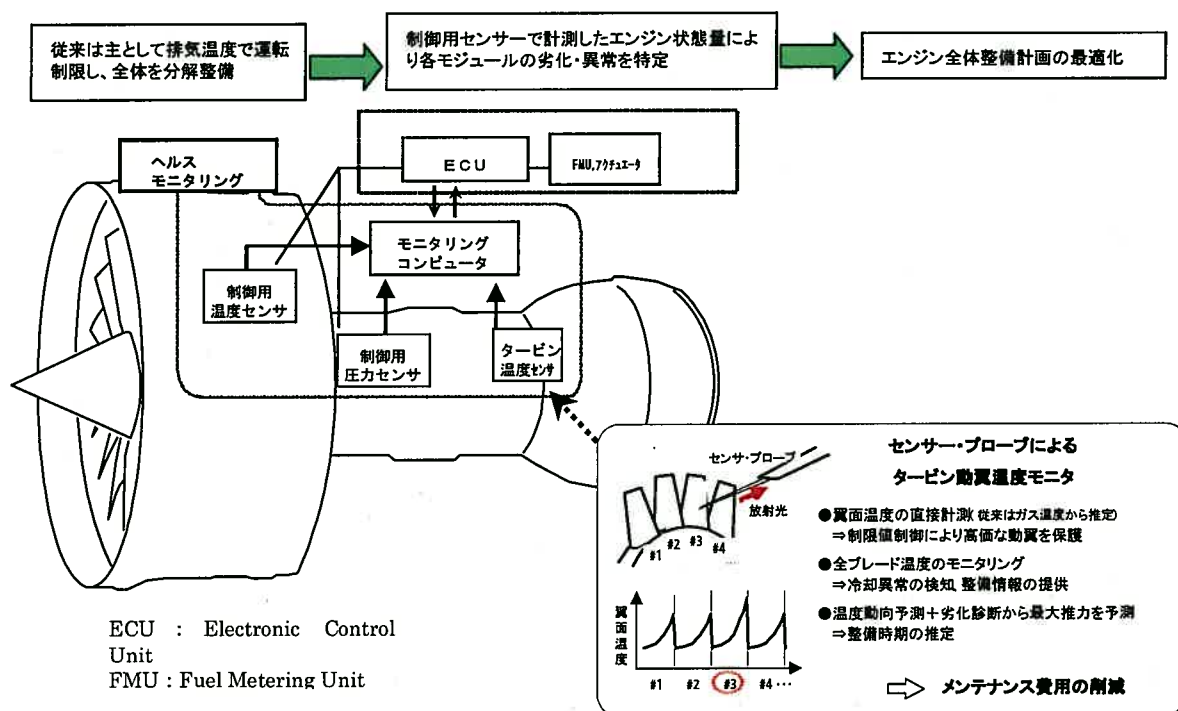 従来は主として排気温度で運転
制限し、全体を分解整備
制御用センサーで計測したエンジン状態量によ
り各モジュールの劣化・異常を特定
エンジン全体整備計画の最適化
ヘルス
モニタリング
ECU
FMU,アクチュエータ
モニタリング
コンピュータ
制御用
温度センサ
制御用
圧力センサ
タービン
温度センサ
センサー・プローブによる
タービン動翼温度モニタ
センサ・プローブ
放射光
#1 #2 #3 #4
●翼面温度の直接計測(従来はガス温度から推定)
⇒制限値制御により高価な動翼を保護
●全ブレード温度のモニタリング
⇒冷却異常の検知、整備情報の提供
●温度動向予測+劣化診断から最大推力を予測
⇒整備時期の推定
翼面温度
#1 #2 #3 #4…
⇨ メンテナンス費用の削減
ECU : Electronic Control
Unit
FMU : Fuel Metering Unit